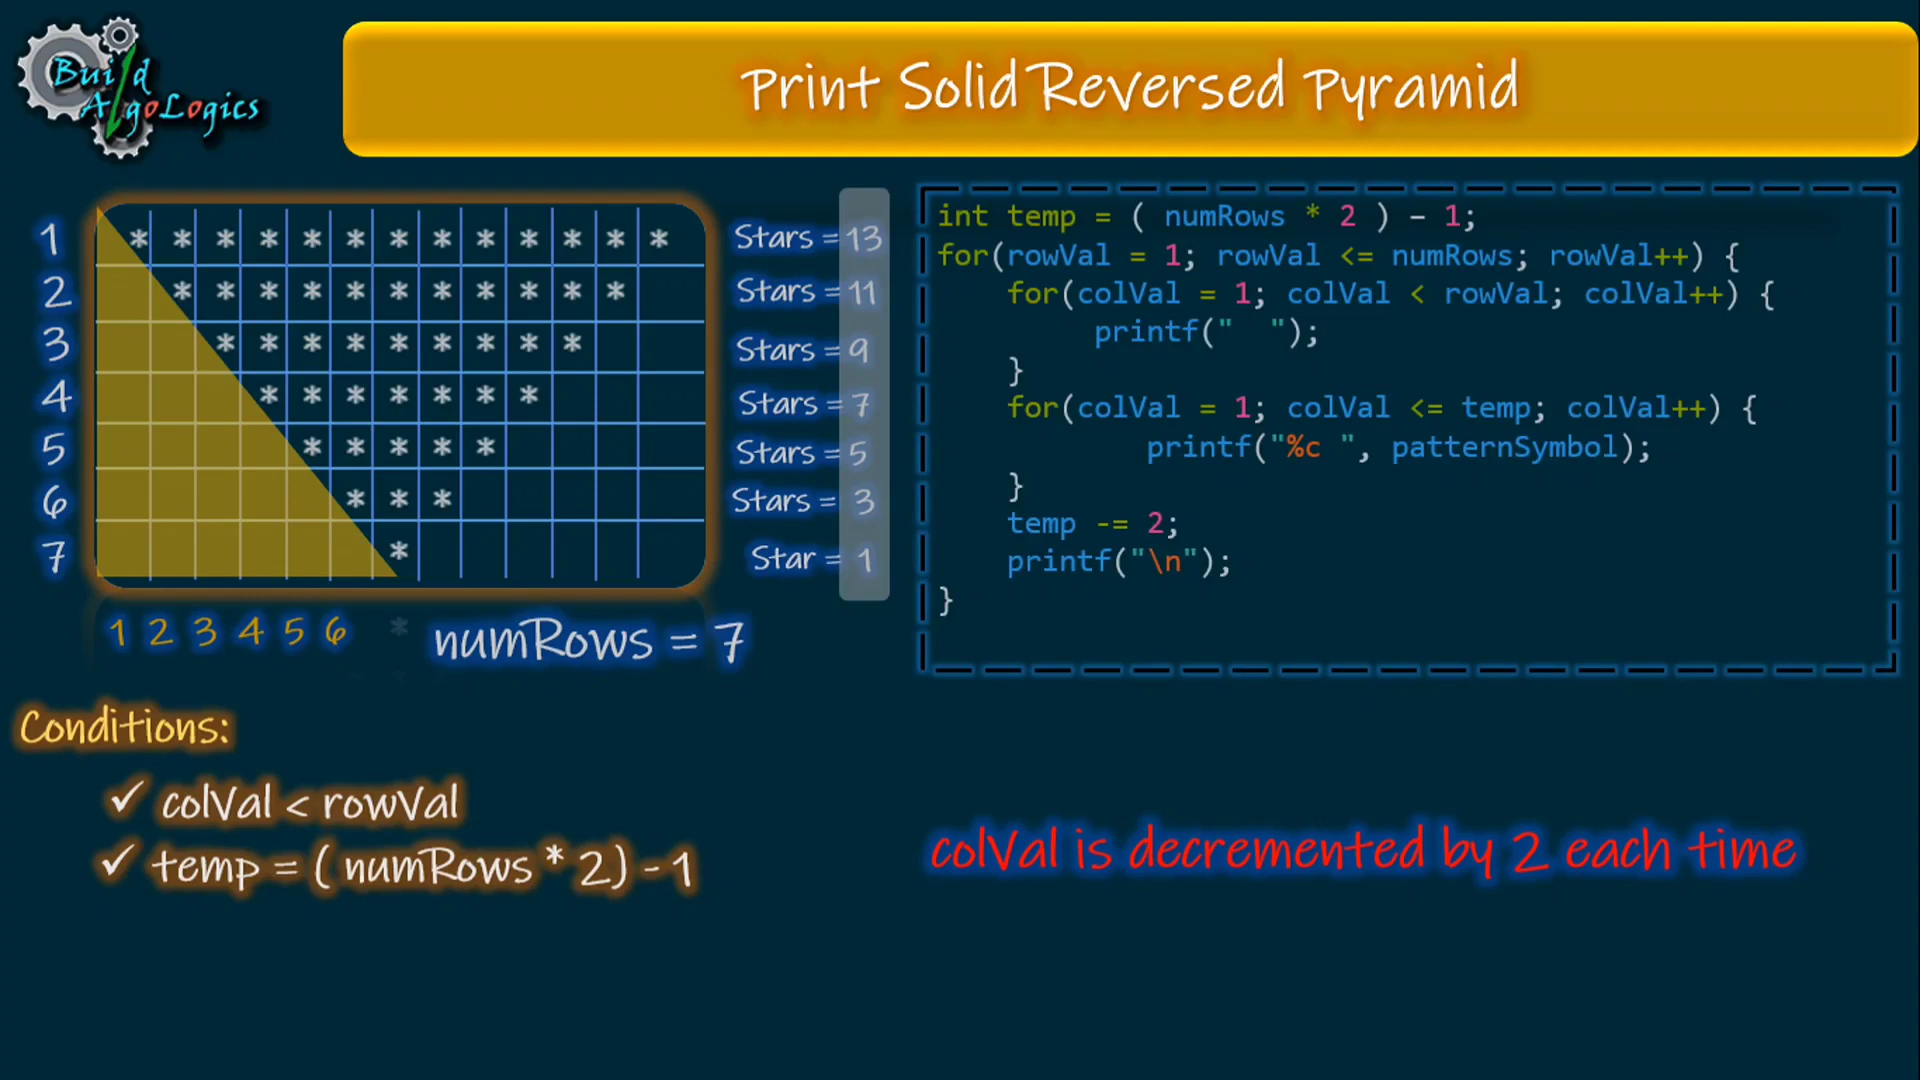 Build
AlgoLogics
Print Solid Reversed Pyramid
1 * * * * * * * * * * * * * Stars = 13
2 * * * * * * * * * * * Stars = 11
3 * * * * * * * * * Stars = 9
4 * * * * * * * Stars = 7
5 * * * * * Stars = 5
6 * * * Stars = 3
7 * Star = 1
1 2 3 4 5 6 * numRows = 7
int temp = ( numRows * 2 ) - 1;
for(rowVal = 1; rowVal <= numRows; rowVal++) {
for(colVal = 1; colVal < rowVal; colVal++) {
printf("  ");
}
for(colVal = 1; colVal <= temp; colVal++) {
printf("%c ", patternSymbol);
}
temp -= 2;
printf("\n");
}
Conditions:
✓ colVal < rowVal
✓ temp = ( numRows * 2) - 1
colVal is decremented by 2 each time